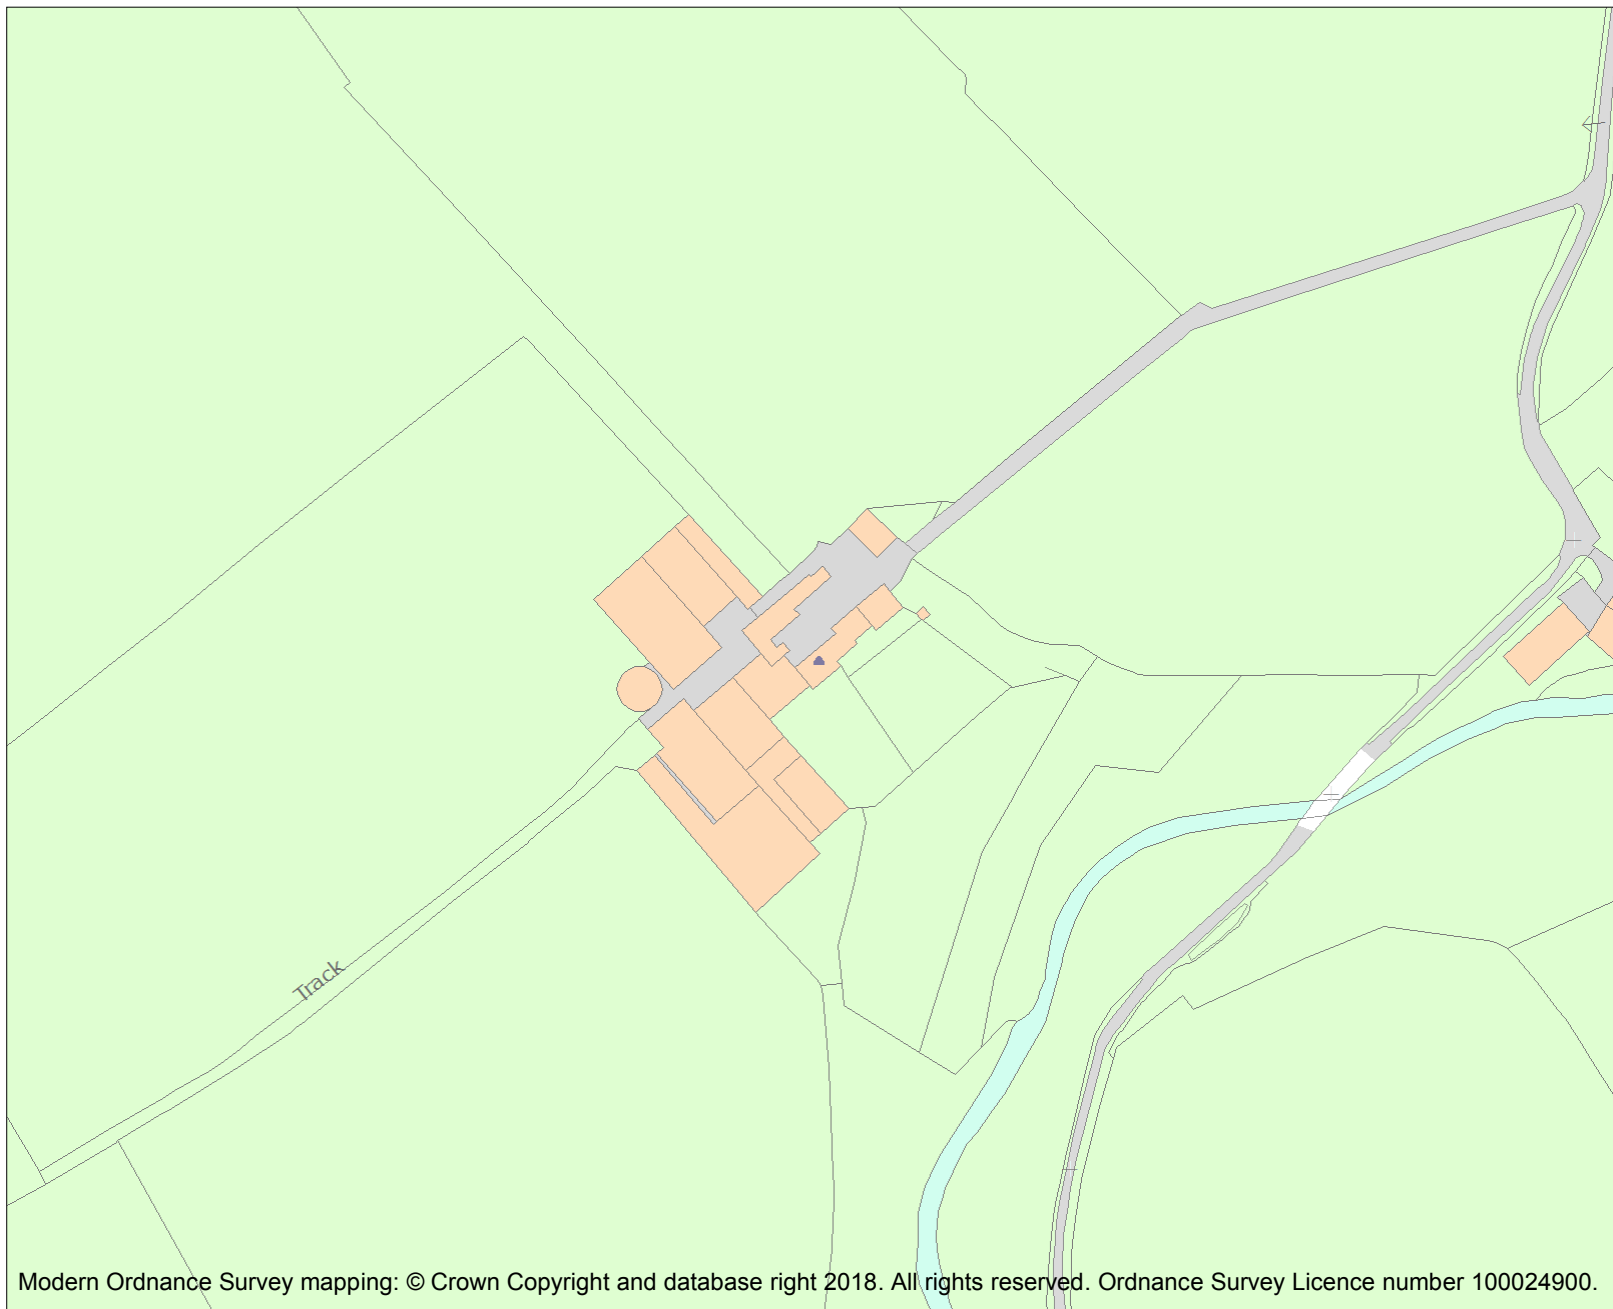 Track
Modern Ordnance Survey mapping: © Crown Copyright and database right 2018. All rights reserved. Ordnance Survey Licence number 100024900.